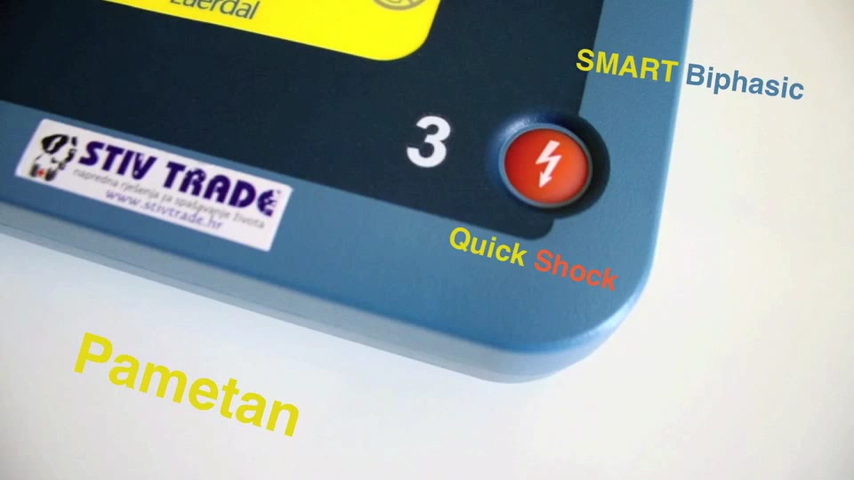 Laerdal
SMART Biphasic
3
STIV TRADE
napredna rješenja za spašavanje života
www.stivtrade.hr
Quick Shock
Pametan